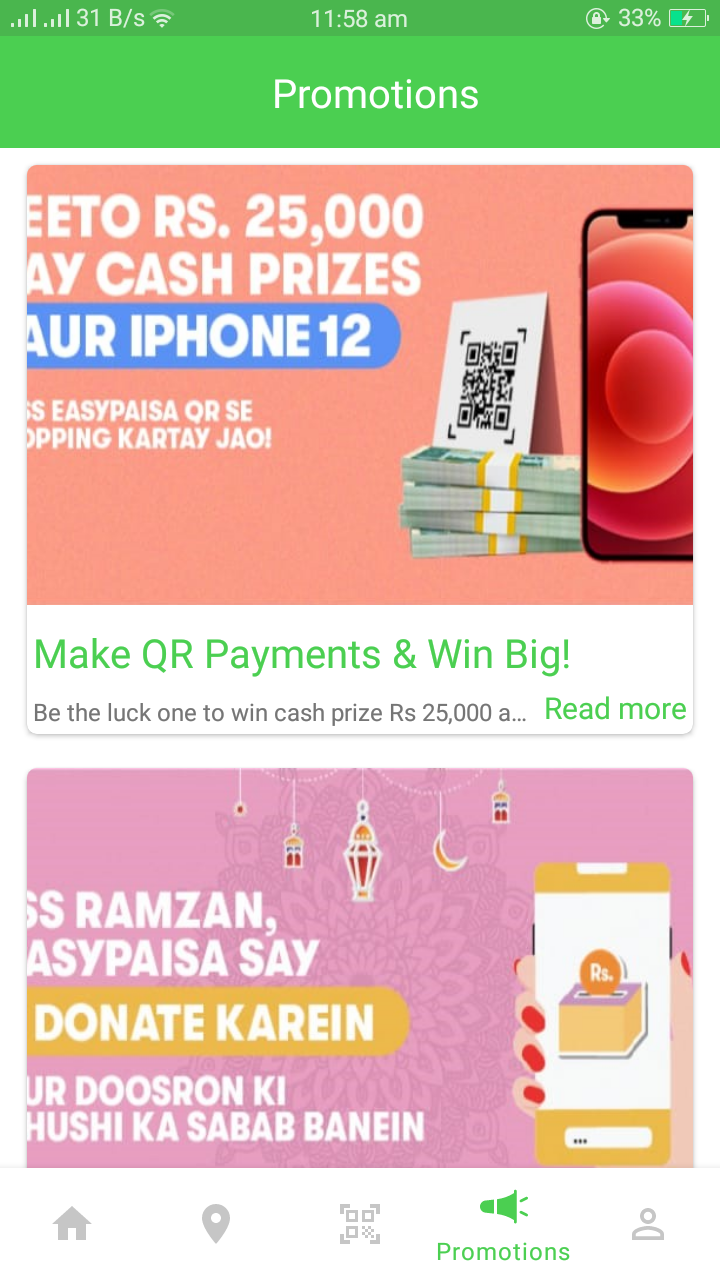 31 B/s
11:58 am
33%
Promotions
EETO RS. 25,000
AY CASH PRIZES
AUR IPHONE 12
SS EASYPAISA QR SE
OPPING KARTAY JAO!
Make QR Payments & Win Big!
Be the luck one to win cash prize Rs 25,000 a...
Read more
SS RAMZAN,
ASYPAISA SAY
DONATE KAREIN
Rs.
UR DOOSRON KI
HUSHI KA SABAB BANEIN
Promotions